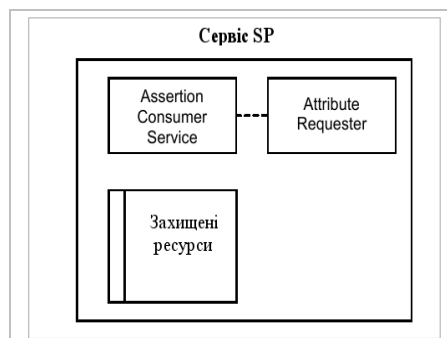 Сервіс SP
Assertion
Consumer
Service
Attribute
Requester
Захищені
ресурси